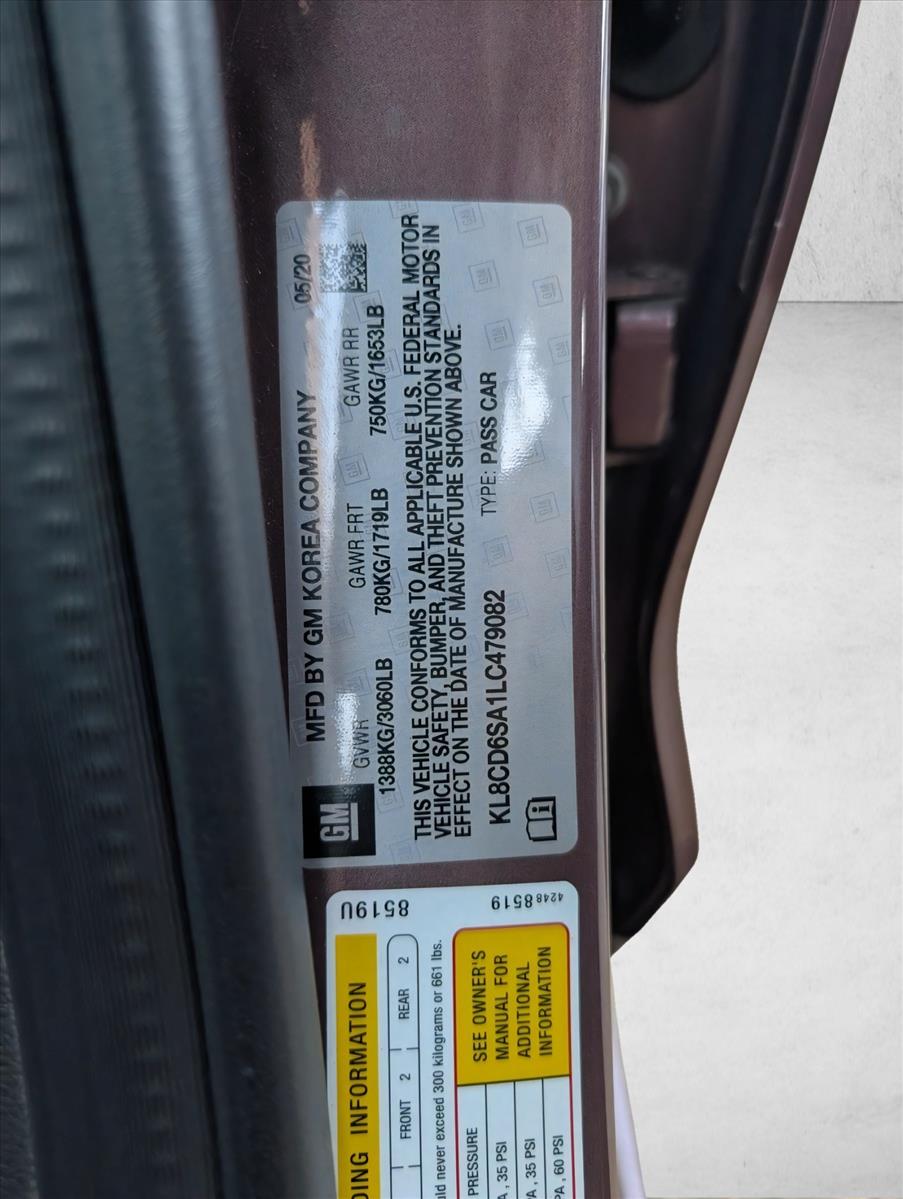 MFD BY GM KOREA COMPANY 05/20
GM
GVWR GAWR FRT GAWR RR
1388KG/3060LB 780KG/1719LB 750KG/1653LB
THIS VEHICLE CONFORMS TO ALL APPLICABLE U.S. FEDERAL MOTOR
VEHICLE SAFETY, BUMPER, AND THEFT PREVENTION STANDARDS IN
EFFECT ON THE DATE OF MANUFACTURE SHOWN ABOVE.
KL8CD6SA1LC479082 TYPE: PASS CAR
8519U
42488519
DING INFORMATION
FRONT 2 REAR 2
uld never exceed 300 kilograms or 661 lbs.
PRESSURE
A, 35 PSI
PA, 35 PSI
PA, 60 PSI
SEE OWNER'S
MANUAL FOR
ADDITIONAL
INFORMATION